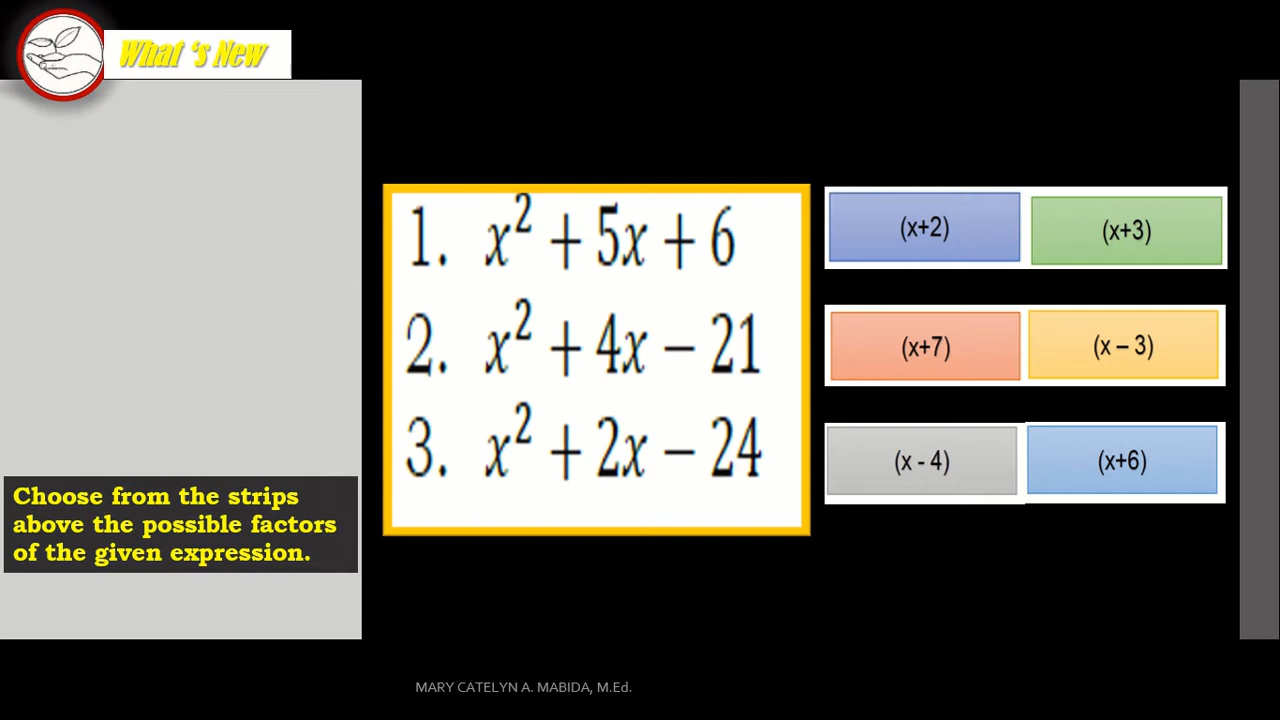 What 's New
1. x² + 5x + 6
2. x² + 4x − 21
3. x² + 2x − 24
(x+2) (x+3)
(x+7) (x – 3)
(x - 4) (x+6)
Choose from the strips
above the possible factors
of the given expression.
MARY CATELYN A. MABIDA, M.Ed.